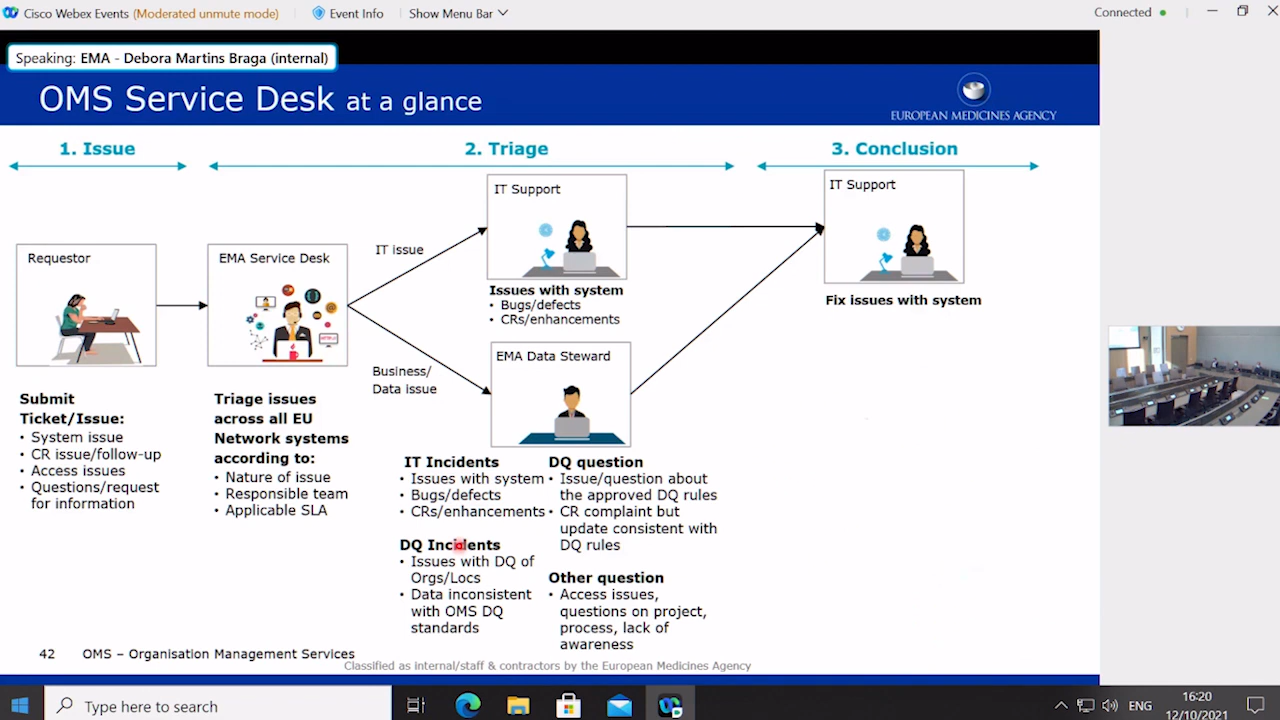 Cisco Webex Events (Moderated unmute mode)
Event Info
Show Menu Bar
Connected
Speaking: EMA - Debora Martins Braga (internal)
OMS Service Desk at a glance
EUROPEAN MEDICINES AGENCY
1. Issue
2. Triage
3. Conclusion
Requestor
EMA Service Desk
IT issue
Business/
Data issue
IT Support
Issues with system
• Bugs/defects
• CRs/enhancements
EMA Data Steward
IT Support
Fix issues with system
Submit
Ticket/Issue:
• System issue
• CR issue/follow-up
• Access issues
• Questions/request
for information
Triage issues
across all EU
Network systems
according to:
• Nature of issue
• Responsible team
• Applicable SLA
IT Incidents
• Issues with system
• Bugs/defects
• CRs/enhancements
DQ Incidents
• Issues with DQ of
Orgs/Locs
• Data inconsistent
with OMS DQ
standards
DQ question
• Issue/question about
the approved DQ rules
• CR complaint but
update consistent with
DQ rules
Other question
• Access issues,
questions on project,
process, lack of
awareness
42 OMS – Organisation Management Services
Classified as internal/staff & contractors by the European Medicines Agency
Type here to search
ENG
16:20
12/10/2021